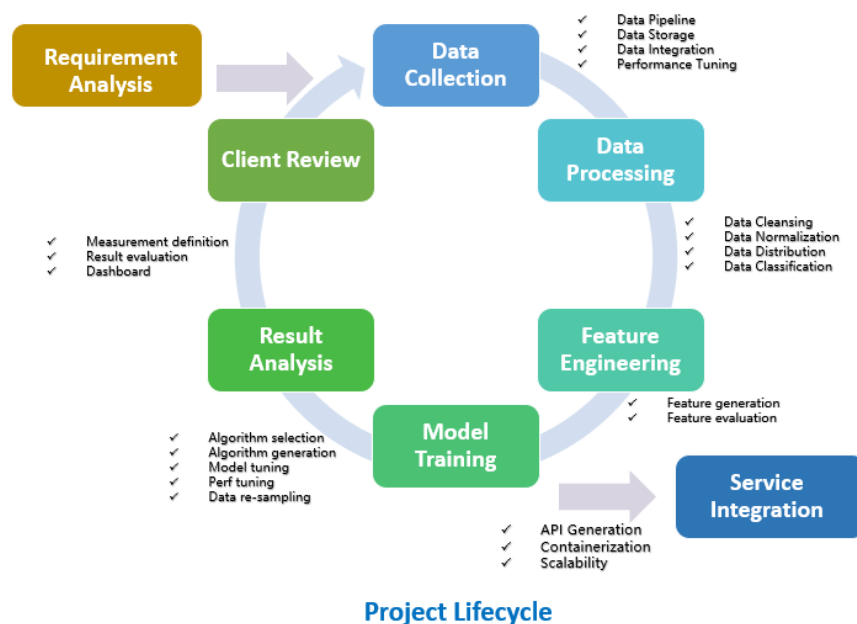 Requirement
Analysis
Data
Collection
✓ Data Pipeline
✓ Data Storage
✓ Data Integration
✓ Performance Tuning
Client Review
Data
Processing
✓ Measurement definition
✓ Result evaluation
✓ Dashboard
✓ Data Cleansing
✓ Data Normalization
✓ Data Distribution
✓ Data Classification
Result
Analysis
Feature
Engineering
✓ Feature generation
✓ Feature evaluation
Model
Training
✓ Algorithm selection
✓ Algorithm generation
✓ Model tuning
✓ Perf tuning
✓ Data re-sampling
Service
Integration
✓ API Generation
✓ Containerization
✓ Scalability
Project Lifecycle